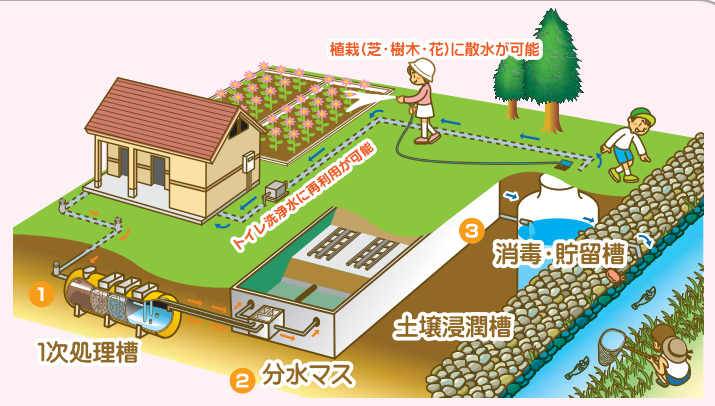 植栽(芝・樹木・花)に散水が可能
トイレ洗浄水に再利用が可能
3
消毒・貯留槽
1
土壌浸潤槽
1次処理槽
2 分水マス